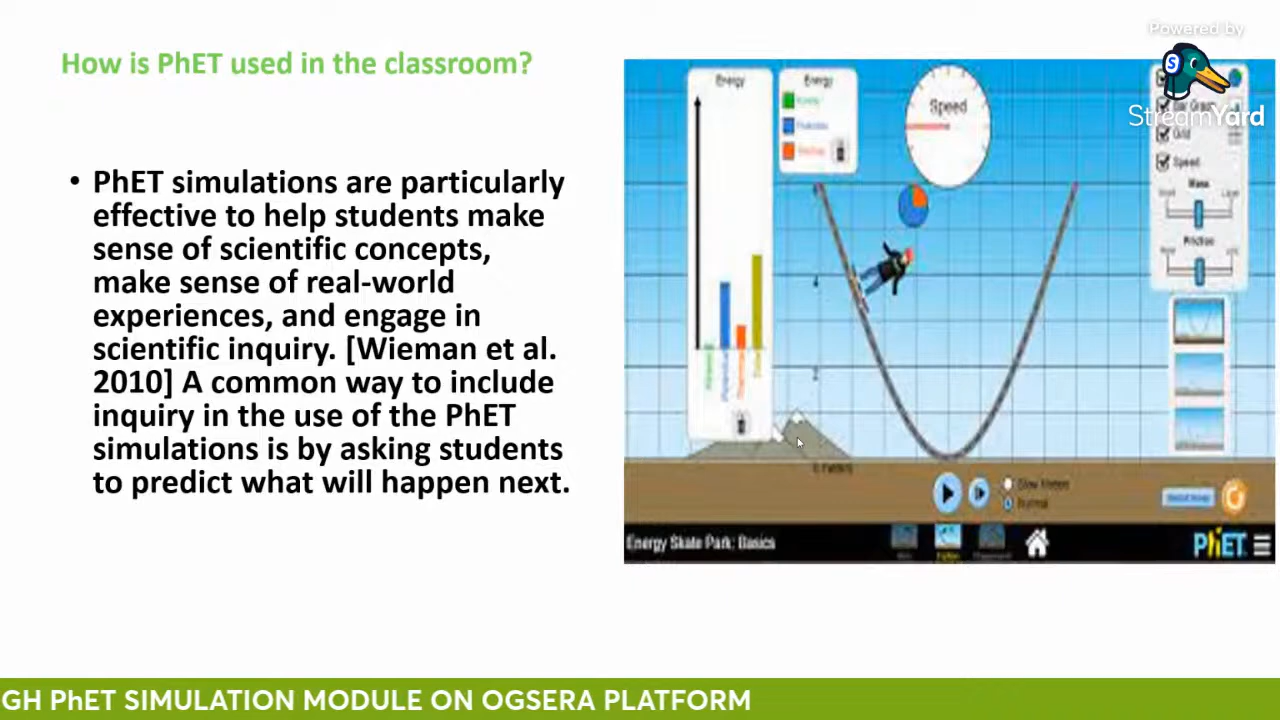 How is PhET used in the classroom?
• PhET simulations are particularly
effective to help students make
sense of scientific concepts,
make sense of real-world
experiences, and engage in
scientific inquiry. [Wieman et al.
2010] A common way to include
inquiry in the use of the PhET
simulations is by asking students
to predict what will happen next.
Energy
Energy
Speed
Powered by
StreamYard
Grid
Speed
Mass
Friction
Slow Motion
Normal
Energy Skate Park: Basics
PhET
GH PhET SIMULATION MODULE ON OGSERA PLATFORM